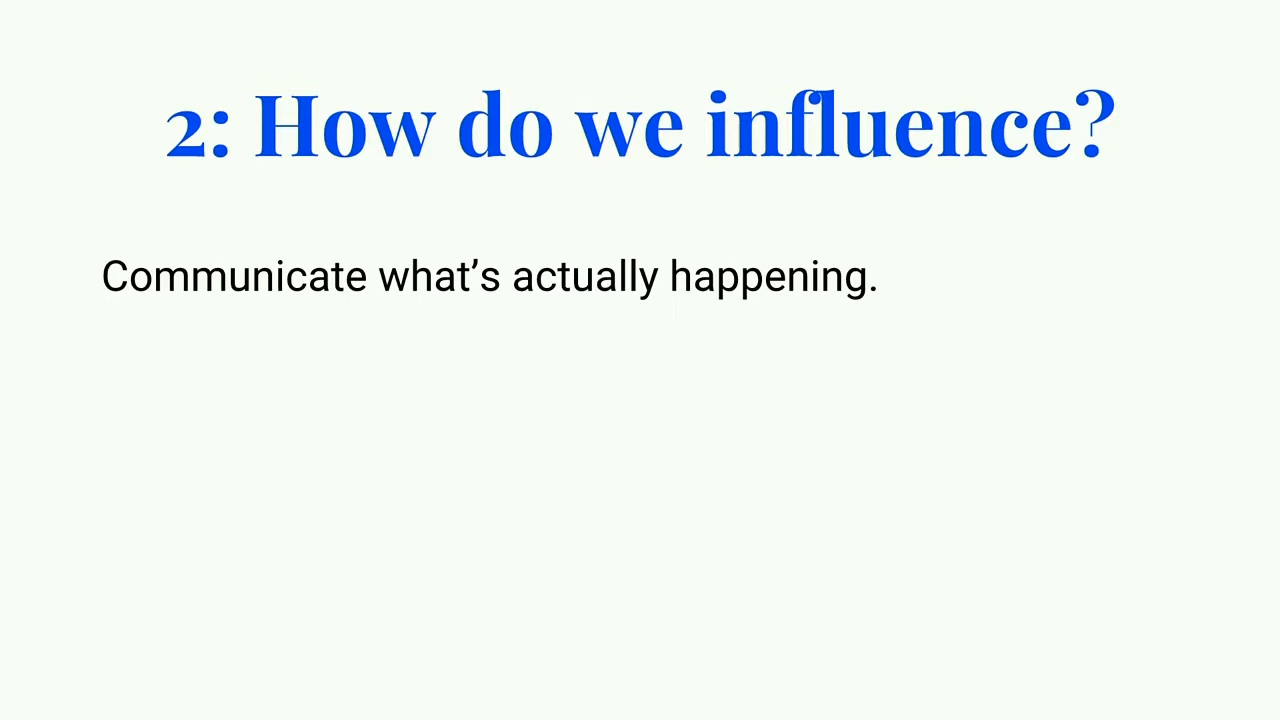 2: How do we influence?
Communicate what’s actually happening.